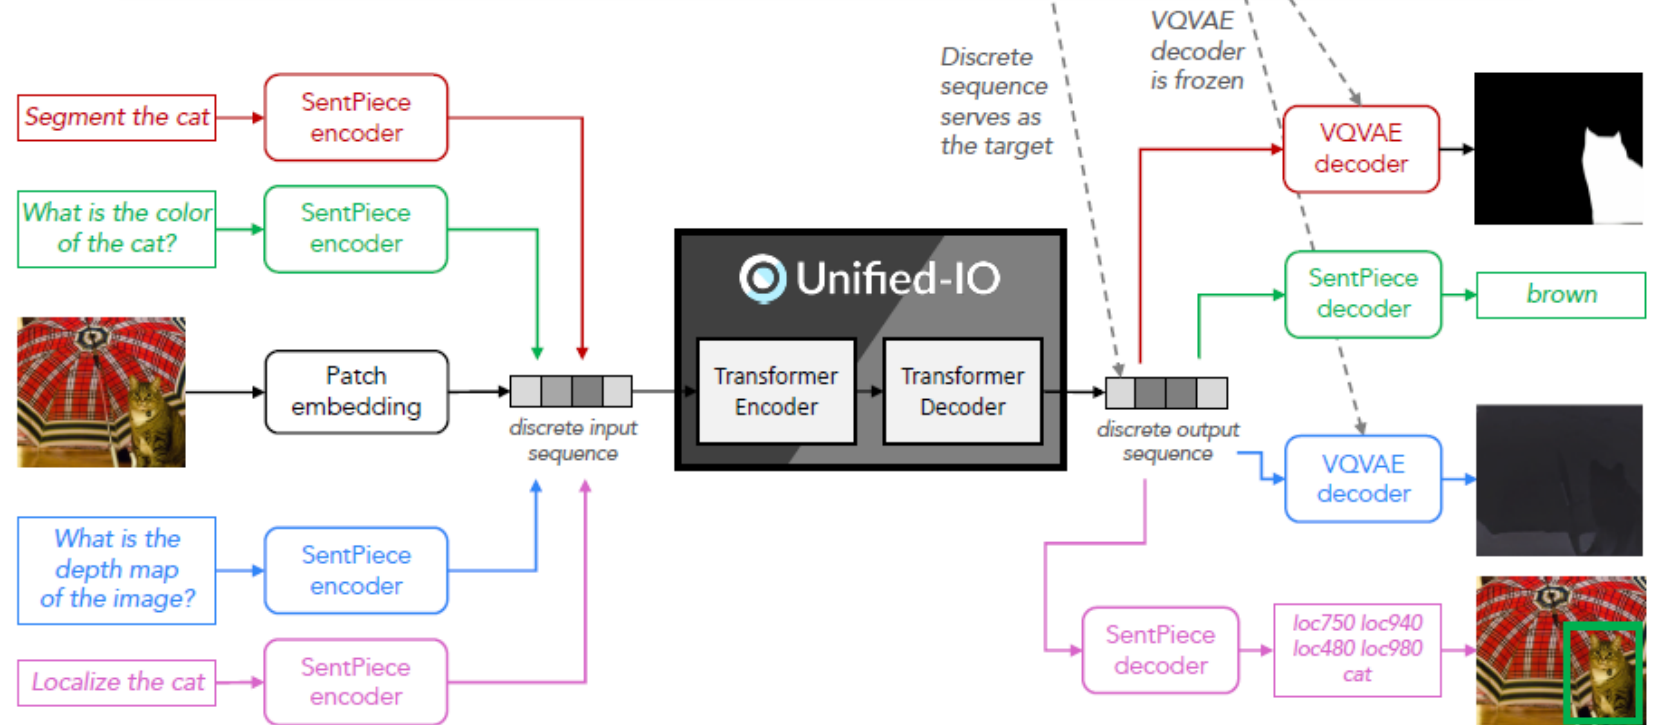 Segment the cat
SentPiece
encoder
What is the color
of the cat?
SentPiece
encoder
Patch
embedding
discrete input
sequence
What is the
depth map
of the image?
SentPiece
encoder
Localize the cat
SentPiece
encoder
Unified-IO
Transformer
Encoder
Transformer
Decoder
Discrete
sequence
serves as
the target
VQVAE
decoder
is frozen
discrete output
sequence
VQVAE
decoder
SentPiece
decoder
brown
VQVAE
decoder
SentPiece
decoder
loc750 loc940
loc480 loc980
cat